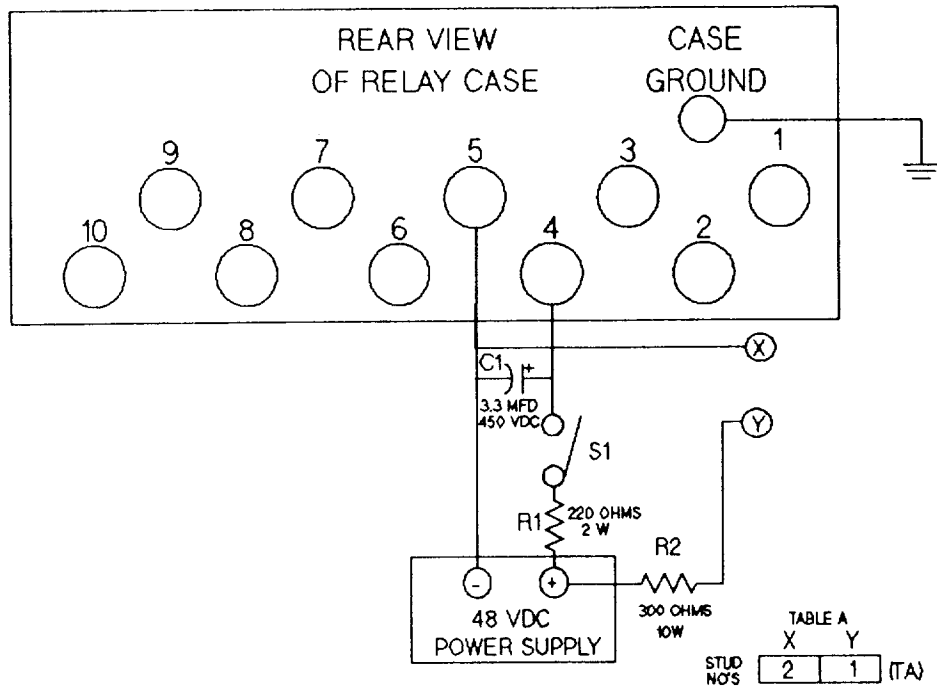 REAR VIEW
OF RELAY CASE
CASE
GROUND
9
7
5
3
1
10
8
6
4
2
X
C1
+
3.3 MFD
450 VDC
Y
S1
R1
220 OHMS
2 W
R2
-
+
300 OHMS
10W
48 VDC
POWER SUPPLY
TABLE A
X Y
STUD
NO'S
2 1 (TA)